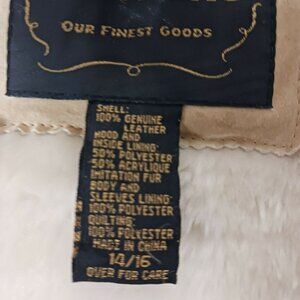 OUR FINEST GOODS
SHELL:
100% GENUINE
LEATHER
HOOD AND
INSIDE LINING:
50% POLYESTER
50% ACRYLIQUE
IMITATION FUR
BODY AND
SLEEVES LINING:
100% POLYESTER
QUILTING:
100% POLYESTER
MADE IN CHINA
14/16
OVER FOR CARE